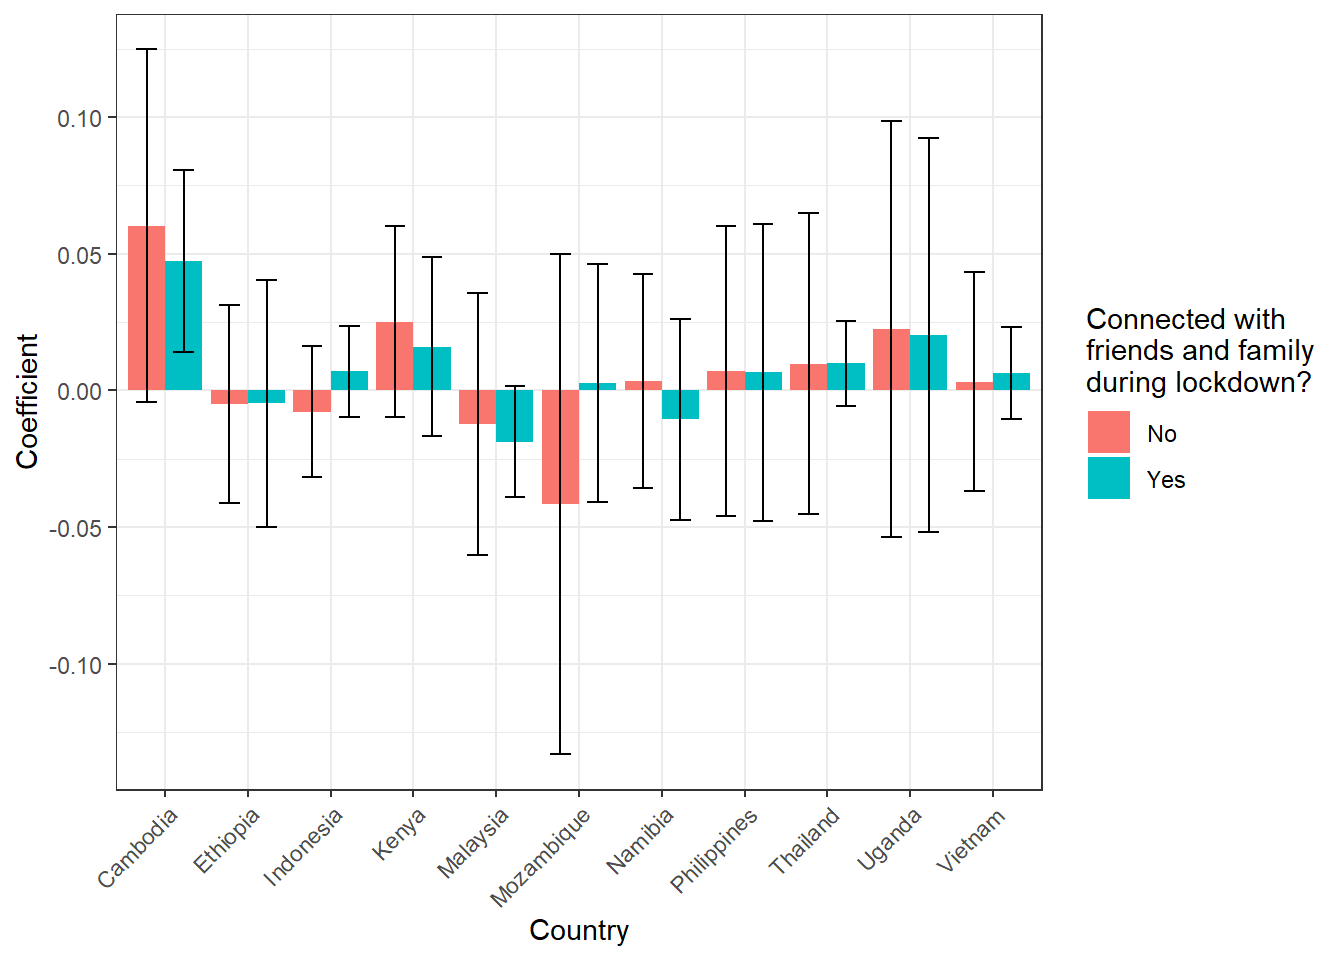 0.10
0.05
0.00
-0.05
-0.10
Coefficient
Cambodia
Ethiopia
Indonesia
Kenya
Malaysia
Mozambique
Namibia
Philippines
Thailand
Uganda
Vietnam
Country
Connected with
friends and family
during lockdown?
No
Yes